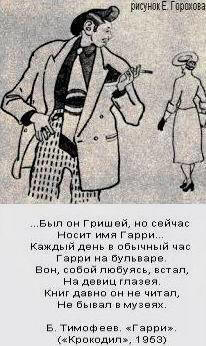 рисунок Е. Горохова
...Был он Гришей, но сейчас
Носит имя Гарри...
Каждый день в обычный час
Гарри на бульваре.
Вон, собой любуясь, встал,
На девиц глазея.
Книг давно он не читал,
Не бывал в музеях.
Б. Тимофеев. «Гарри».
(«Крокодил», 1953)